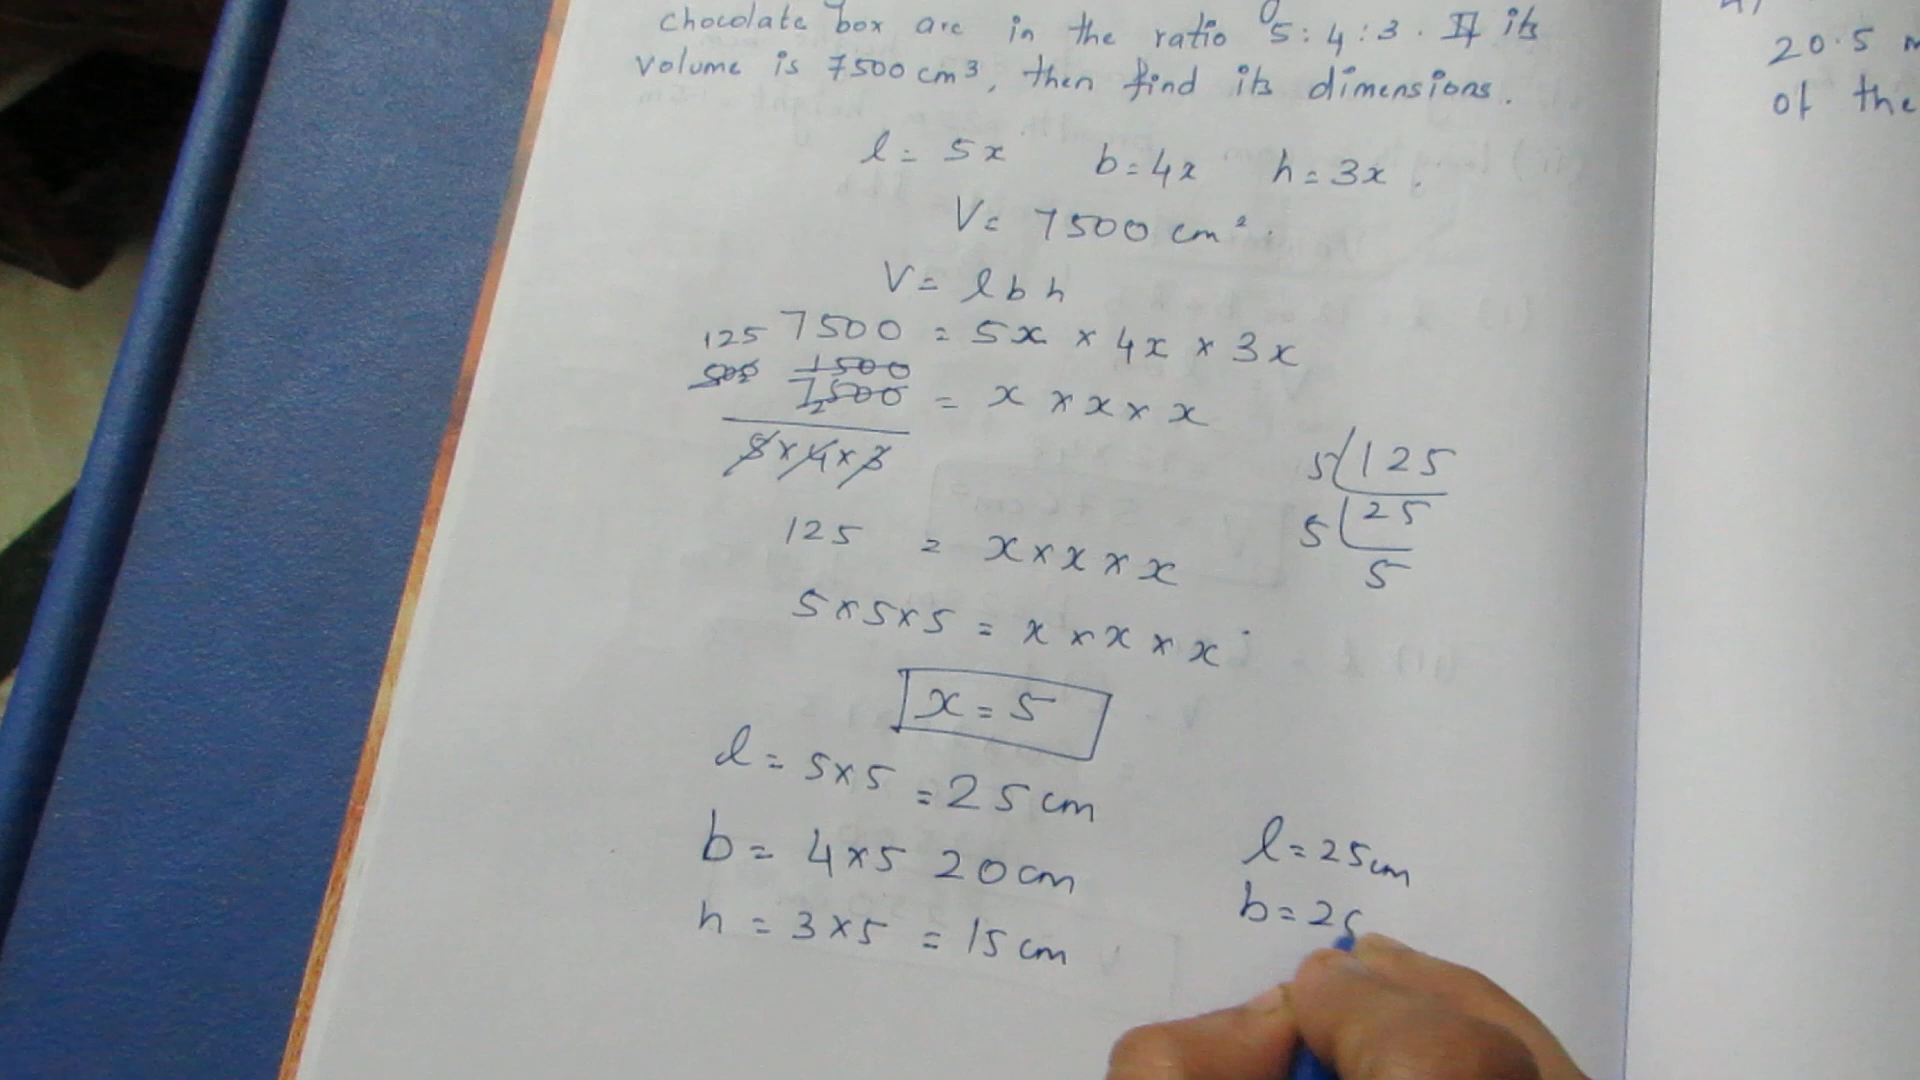 chocolate box are in the ratio 5:4:3. If its
volume is 7500 cm³, then find its dimensions.
l = 5x b = 4x h = 3x.
V = 7500 cm².
V = l b h
7500 = 5x × 4x × 3x
125
500 1500
7500 = x × x × x
5×4×3
125 = x × x × x
5×5×5 = x × x × x
x = 5
5 125
5 25
5
l = 5×5 = 25 cm
b = 4×5 20 cm
h = 3×5 = 15 cm
l = 25 cm
b = 2
20.5
of the